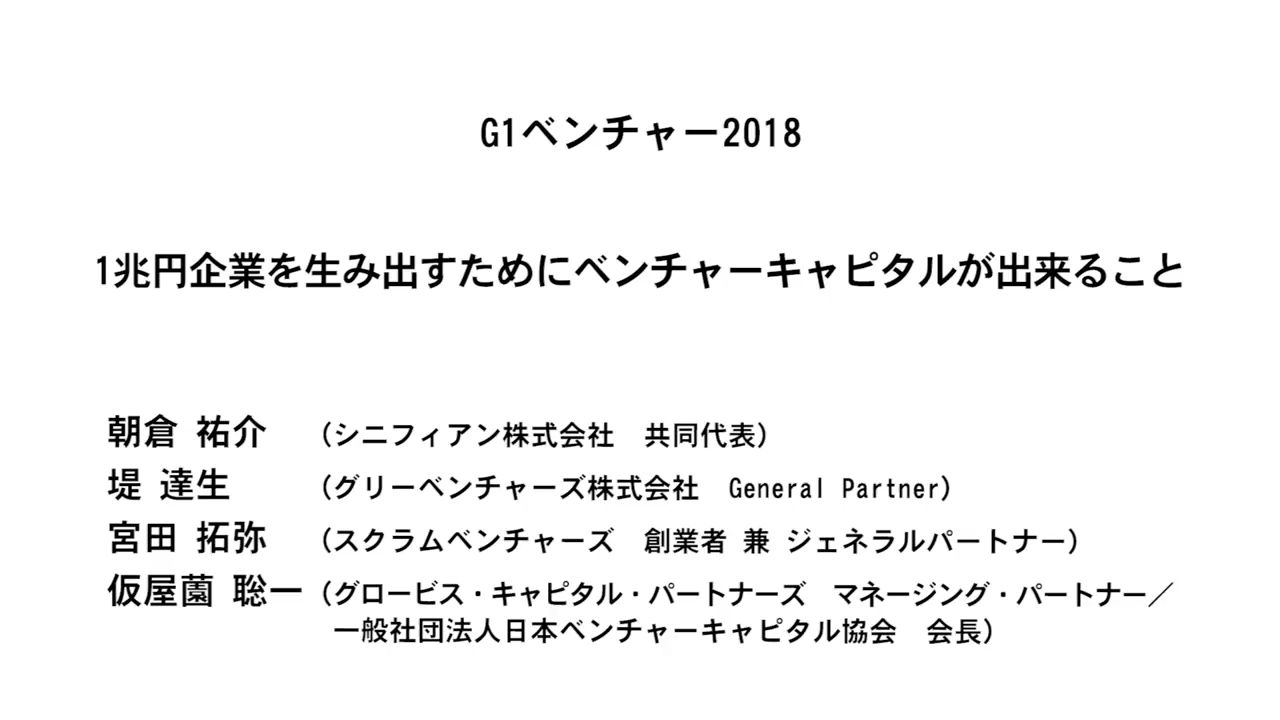 G1ベンチャー2018
1兆円企業を生み出すためにベンチャーキャピタルが出来ること
朝倉 祐介 (シニフィアン株式会社 共同代表)
堤 達生 (グリーベンチャーズ株式会社 General Partner)
宮田 拓弥 (スクラムベンチャーズ 創業者 兼 ジェネラルパートナー)
仮屋薗 聡一 (グロービス・キャピタル・パートナーズ マネージング・パートナー／
一般社団法人日本ベンチャーキャピタル協会 会長)